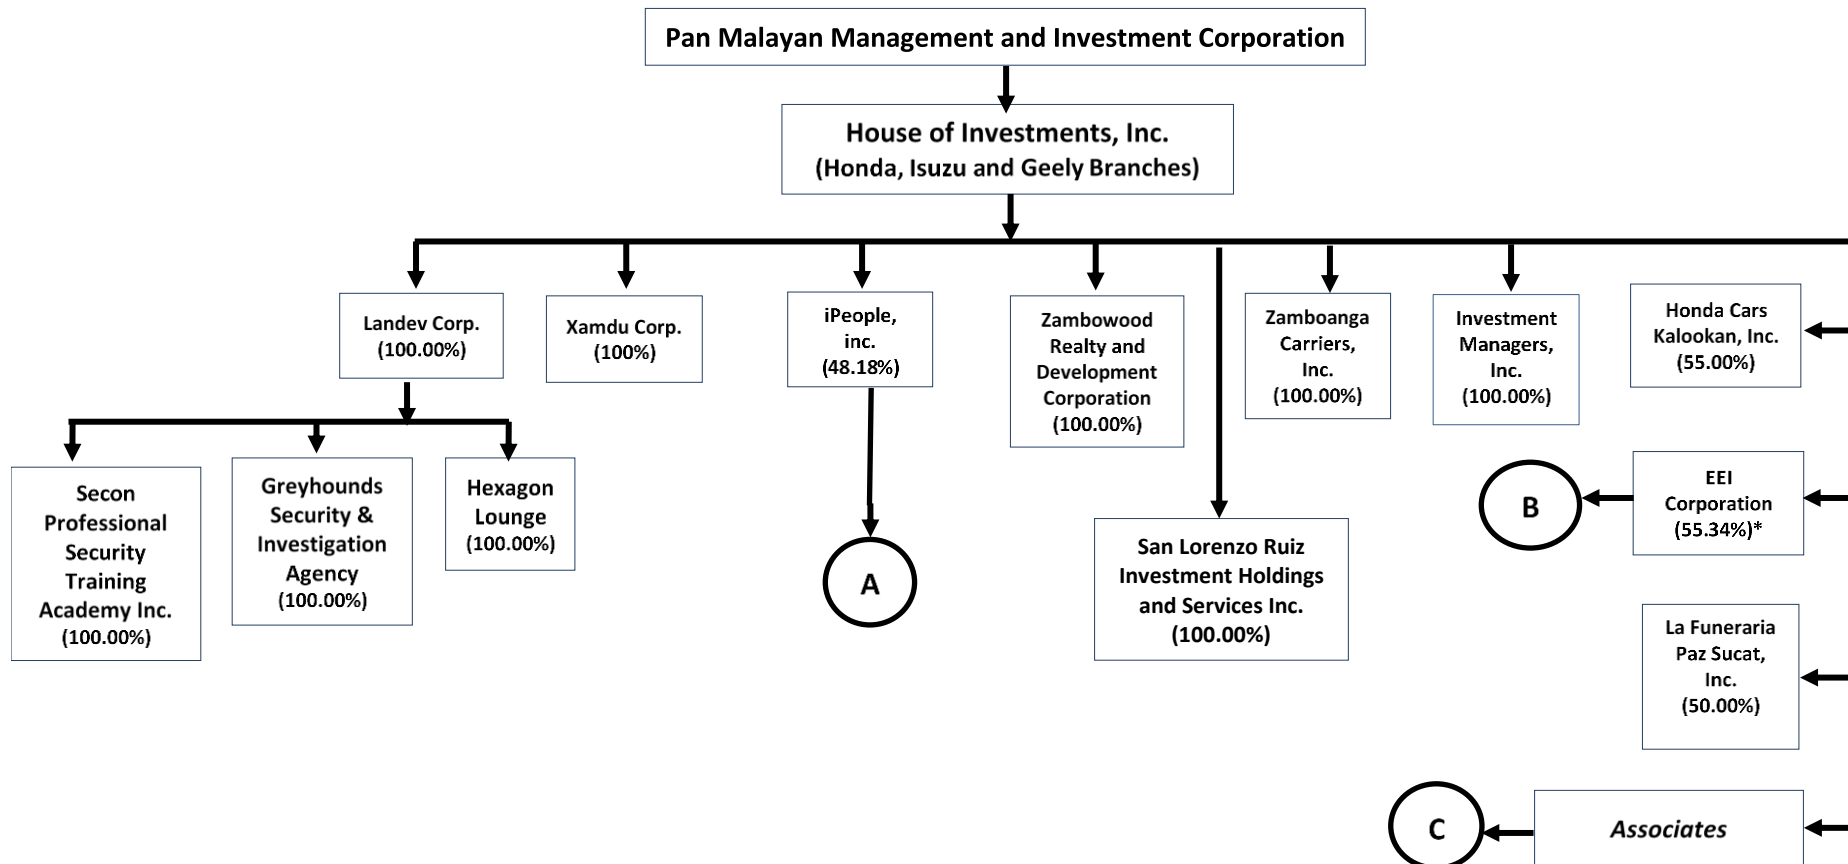 Pan Malayan Management and Investment Corporation
House of Investments, Inc.
(Honda, Isuzu and Geely Branches)
Landev Corp.
(100.00%)
Xamdu Corp.
(100%)
iPeople,
inc.
(48.18%)
Zambowood
Realty and
Development
Corporation
(100.00%)
Zamboanga
Carriers,
Inc.
(100.00%)
Investment
Managers,
Inc.
(100.00%)
Honda Cars
Kalookan, Inc.
(55.00%)
Secon
Professional
Security
Training
Academy Inc.
(100.00%)
Greyhounds
Security &
Investigation
Agency
(100.00%)
Hexagon
Lounge
(100.00%)
A
San Lorenzo Ruiz
Investment Holdings
and Services Inc.
(100.00%)
B
EEI
Corporation
(55.34%)*
La Funeraria
Paz Sucat,
Inc.
(50.00%)
C
Associates